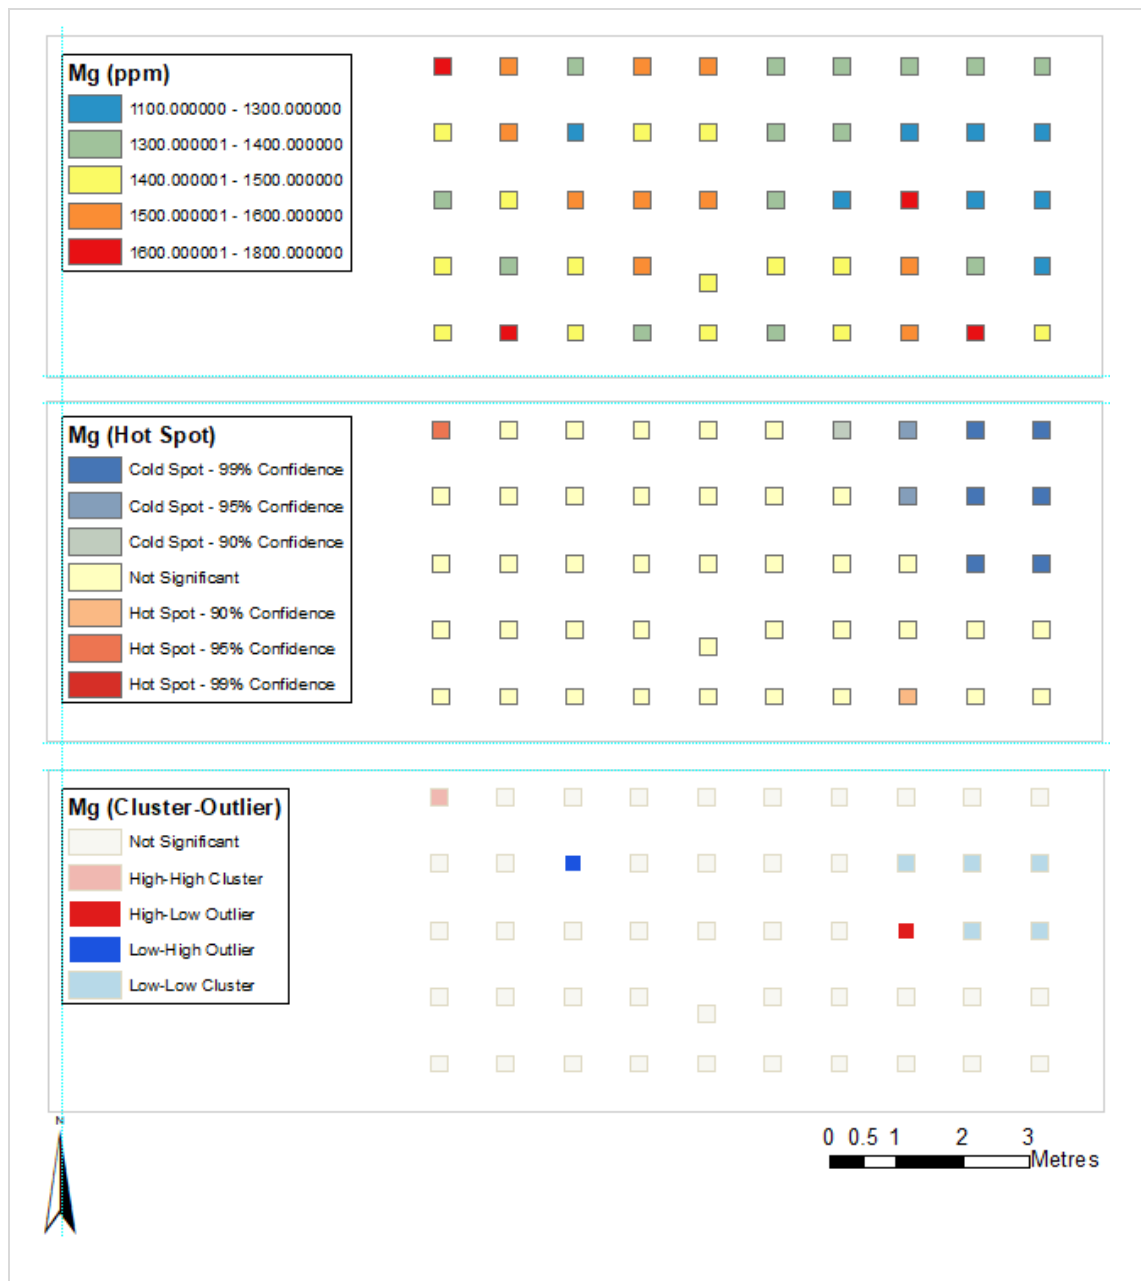 Mg (ppm)
1100.000000 - 1300.000000
1300.000001 - 1400.000000
1400.000001 - 1500.000000
1500.000001 - 1600.000000
1600.000001 - 1800.000000
Mg (Hot Spot)
Cold Spot - 99% Confidence
Cold Spot - 95% Confidence
Cold Spot - 90% Confidence
Not Significant
Hot Spot - 90% Confidence
Hot Spot - 95% Confidence
Hot Spot - 99% Confidence
Mg (Cluster-Outlier)
Not Significant
High-High Cluster
High-Low Outlier
Low-High Outlier
Low-Low Cluster
N
0 0.5 1 2 3
Metres